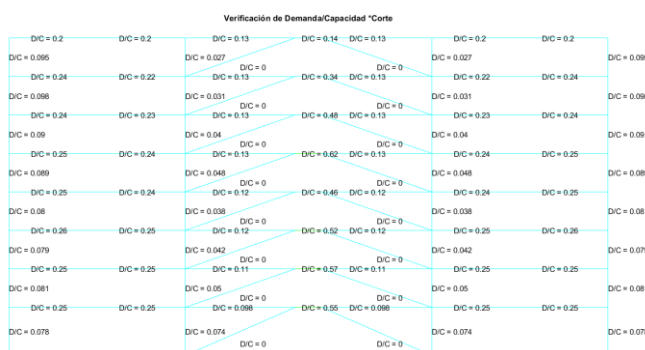 Verificación de Demanda/Capacidad *Corte
D/C = 0.2 D/C = 0.2 D/C = 0.13 D/C = 0.14 D/C = 0.13 D/C = 0.2 D/C = 0.2
D/C = 0.095 D/C = 0.027 D/C = 0.027 D/C = 0.095
D/C = 0 D/C = 0
D/C = 0.24 D/C = 0.22 D/C = 0.13 D/C = 0.34 D/C = 0.13 D/C = 0.22 D/C = 0.24
D/C = 0.098 D/C = 0.031 D/C = 0.031 D/C =
D/C = 0 D/C = 0
D/C = 0.24 D/C = 0.23 D/C = 0.13 D/C = 0.48 D/C = 0.13 D/C = 0.23 D/C = 0.24
D/C = 0.09 D/C = 0.04 D/C = 0.04 D/C = 0.09
D/C = 0 D/C = 0
D/C = 0.25 D/C = 0.24 D/C = 0.13 D/C = 0.62 D/C = 0.13 D/C = 0.24 D/C = 0.25
D/C = 0.089 D/C = 0.048 D/C = 0.048 D/C =
D/C = 0 D/C = 0
D/C = 0.25 D/C = 0.24 D/C = 0.12 D/C = 0.46 D/C = 0.12 D/C = 0.24 D/C = 0.25
D/C = 0.08 D/C = 0.038 D/C = 0.038 D/C = 0.08
D/C = 0 D/C = 0
D/C = 0.26 D/C = 0.25 D/C = 0.12 D/C = 0.52 D/C = 0.12 D/C = 0.25 D/C = 0.26
D/C = 0.079 D/C = 0.042 D/C = 0.042 D/C =
D/C = 0 D/C = 0
D/C = 0.25 D/C = 0.25 D/C = 0.11 D/C = 0.57 D/C = 0.11 D/C = 0.25 D/C = 0.25
D/C = 0.081 D/C = 0.05 D/C = 0.05 D/C =
D/C = 0 D/C = 0
D/C = 0.25 D/C = 0.25 D/C = 0.098 D/C = 0.55 D/C = 0.098 D/C = 0.25 D/C = 0.25
D/C = 0.078 D/C = 0.074 D/C = 0.074 D/C =
D/C = 0 D/C = 0